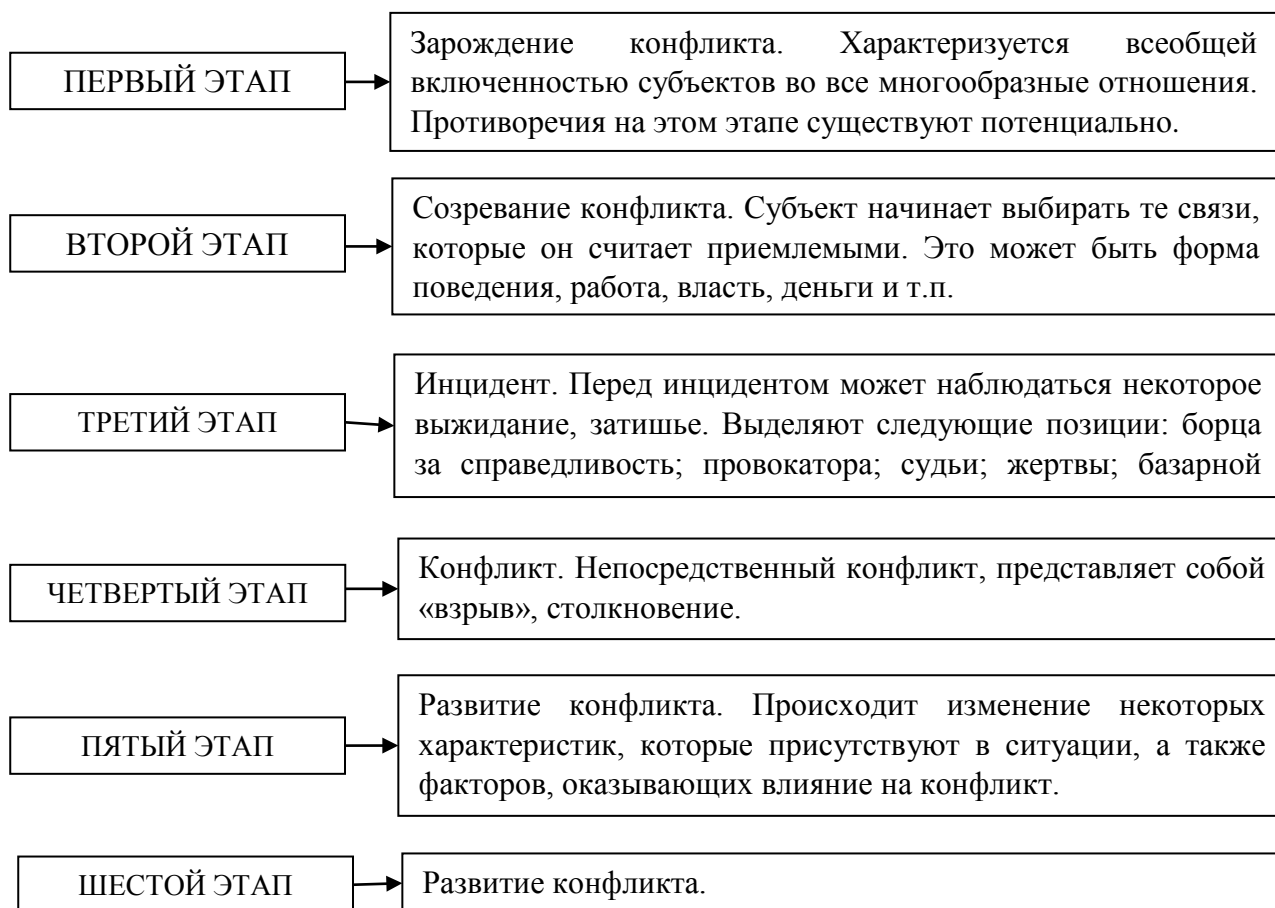 ПЕРВЫЙ ЭТАП
Зарождение конфликта. Характеризуется всеобщей
включенностью субъектов во все многообразные отношения.
Противоречия на этом этапе существуют потенциально.
ВТОРОЙ ЭТАП
Созревание конфликта. Субъект начинает выбирать те связи,
которые он считает приемлемыми. Это может быть форма
поведения, работа, власть, деньги и т.п.
ТРЕТИЙ ЭТАП
Инцидент. Перед инцидентом может наблюдаться некоторое
выжидание, затишье. Выделяют следующие позиции: борца
за справедливость; провокатора; судьи; жертвы; базарной
ЧЕТВЕРТЫЙ ЭТАП
Конфликт. Непосредственный конфликт, представляет собой
«взрыв», столкновение.
ПЯТЫЙ ЭТАП
Развитие конфликта. Происходит изменение некоторых
характеристик, которые присутствуют в ситуации, а также
факторов, оказывающих влияние на конфликт.
ШЕСТОЙ ЭТАП
Развитие конфликта.